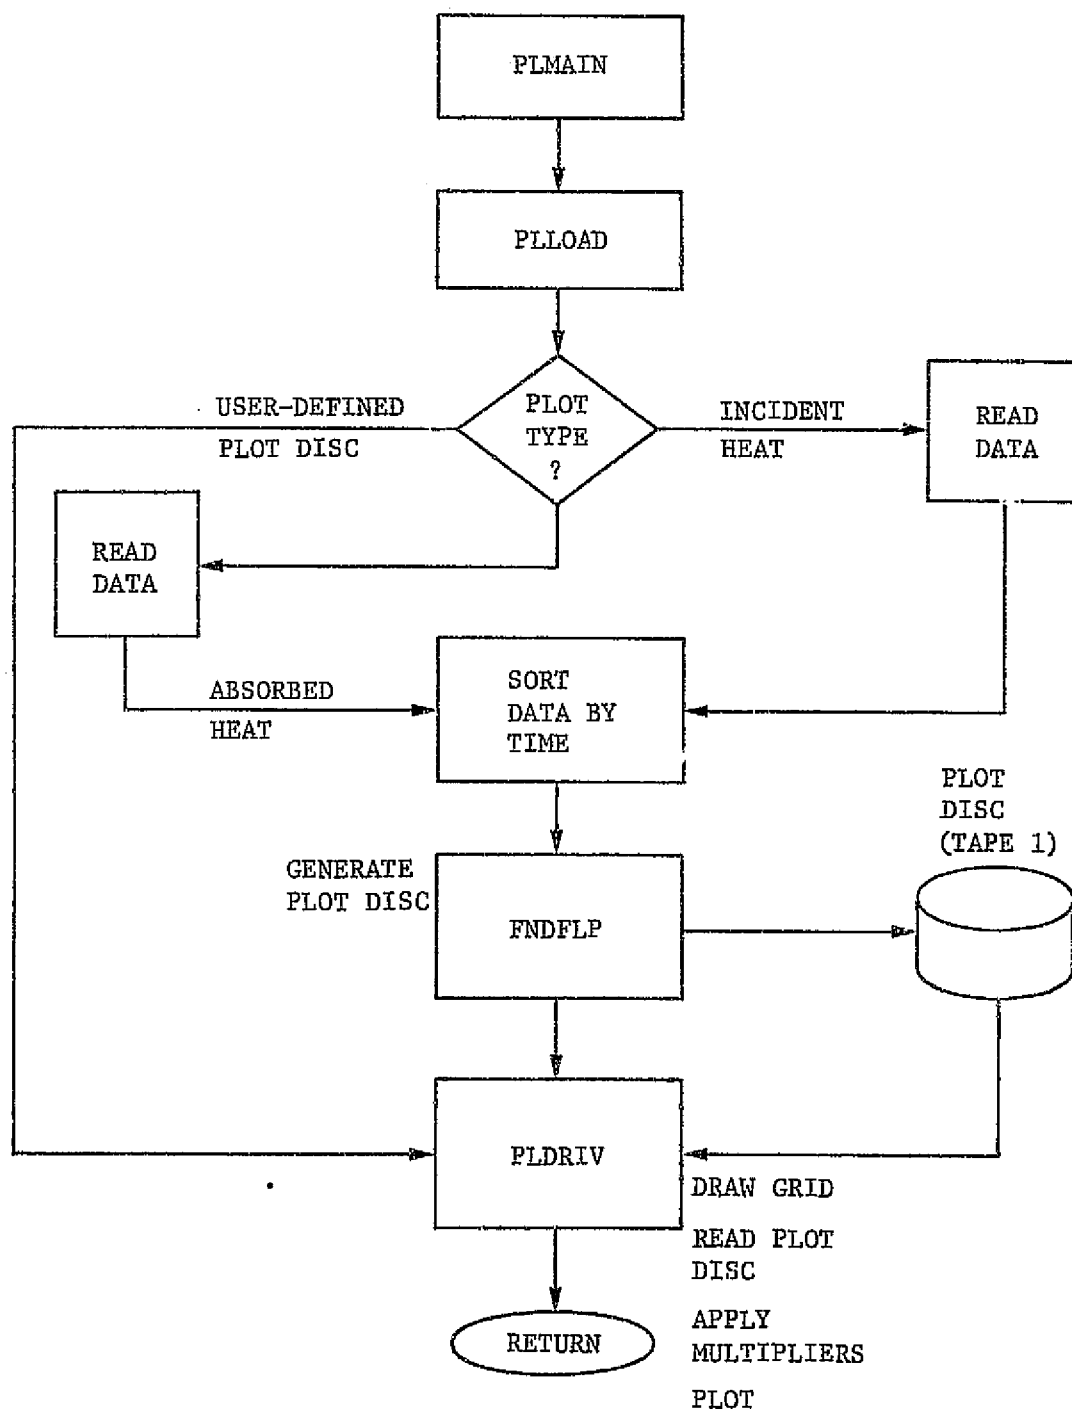 PLMAIN
PLLOAD
USER-DEFINED
PLOT DISC
PLOT
TYPE
?
INCIDENT
HEAT
READ
DATA
READ
DATA
ABSORBED
HEAT
SORT
DATA BY
TIME
PLOT
DISC
(TAPE 1)
GENERATE
PLOT DISC
FNDFLP
PLDRIV
DRAW GRID
READ PLOT
DISC
APPLY
MULTIPLIERS
PLOT
RETURN